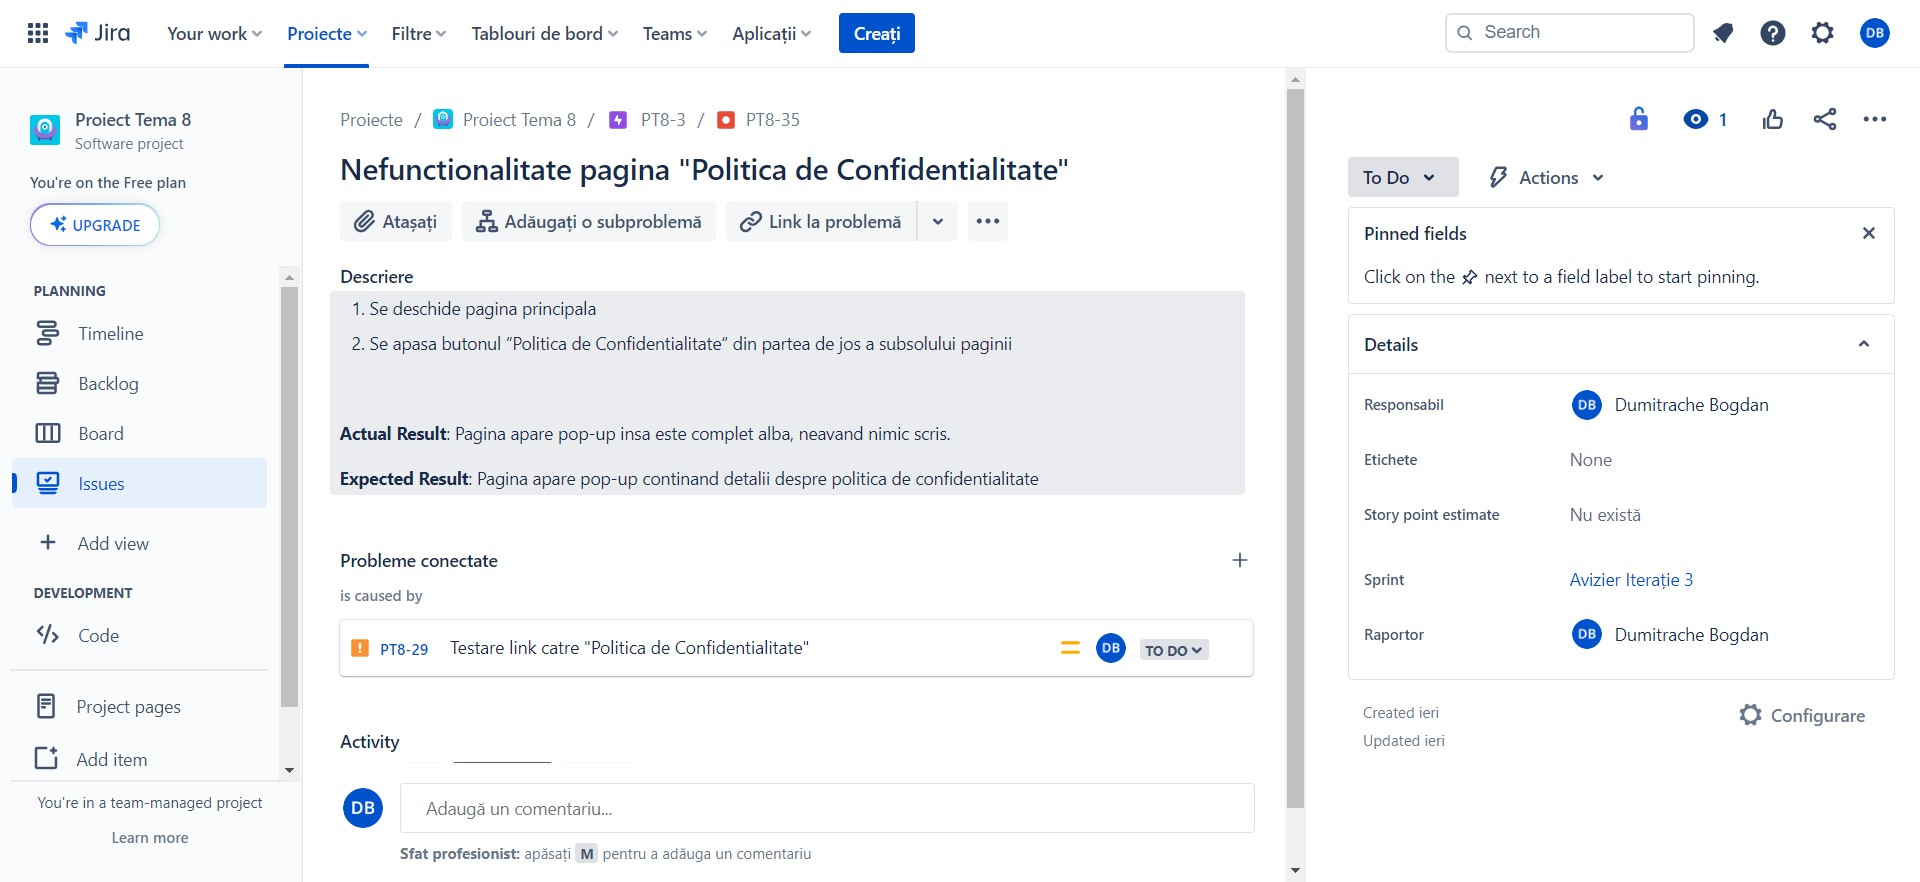 Jira
Your work
Proiecte
Filtre
Tablouri de bord
Teams
Aplicații
Creați
Search
DB
Proiect Tema 8
Software project
You're on the Free plan
UPGRADE
PLANNING
Timeline
Backlog
Board
Issues
Add view
DEVELOPMENT
Code
Project pages
Add item
You're in a team-managed project
Learn more
Proiecte / Proiect Tema 8 / PT8-3 / PT8-35
Nefunctionalitate pagina "Politica de Confidentialitate"
Atașați
Adăugați o subproblemă
Link la problemă
Descriere
1. Se deschide pagina principala
2. Se apasa butonul “Politica de Confidentialitate“ din partea de jos a subsolului paginii
Actual Result: Pagina apare pop-up insa este complet alba, neavand nimic scris.
Expected Result: Pagina apare pop-up continand detalii despre politica de confidentialitate
Probleme conectate
is caused by
PT8-29 Testare link catre "Politica de Confidentialitate" DB TO DO
Activity
DB
Adaugă un comentariu...
Sfat profesionist: apăsați M pentru a adăuga un comentariu
1
To Do
Actions
Pinned fields
Click on the next to a field label to start pinning.
Details
Responsabil DB Dumitrache Bogdan
Etichete None
Story point estimate Nu există
Sprint Avizier Iterație 3
Raportor DB Dumitrache Bogdan
Created ieri
Updated ieri
Configurare